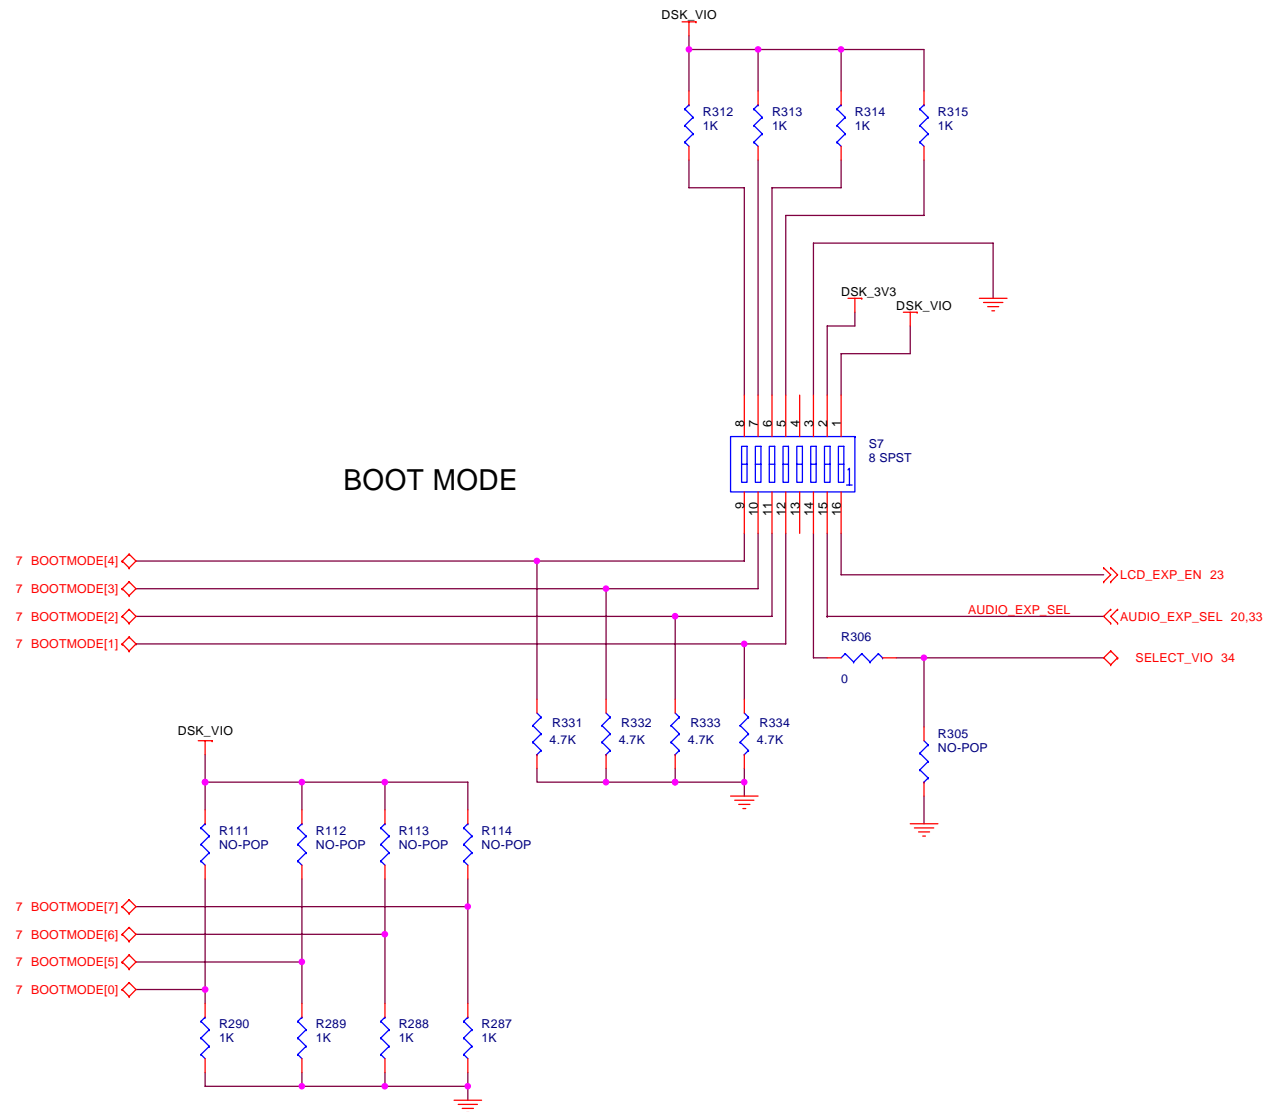 DSK_VIO
R312
1K
R313
1K
R314
1K
R315
1K
DSK_3V3
DSK_VIO
8 7 6 5 4 3 2 1
S7
8 SPST
1
9 10 11 12 13 14 15 16
BOOT MODE
7 BOOTMODE[4]
7 BOOTMODE[3]
7 BOOTMODE[2]
7 BOOTMODE[1]
LCD_EXP_EN 23
AUDIO_EXP_SEL
AUDIO_EXP_SEL 20,33
R306
0
SELECT_VIO 34
R331
4.7K
R332
4.7K
R333
4.7K
R334
4.7K
R305
NO-POP
DSK_VIO
R111
NO-POP
R112
NO-POP
R113
NO-POP
R114
NO-POP
7 BOOTMODE[7]
7 BOOTMODE[6]
7 BOOTMODE[5]
7 BOOTMODE[0]
R290
1K
R289
1K
R288
1K
R287
1K